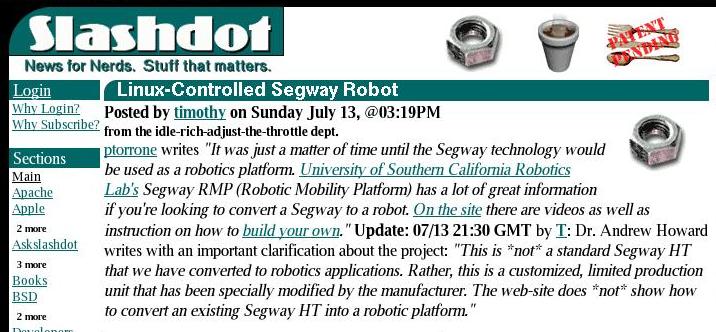 Slashdot
News for Nerds. Stuff that matters.
PATENT
PENDING
Login
Why Login?
Why Subscribe?
Sections
Main
Apache
Apple
2 more
Askslashdot
3 more
Books
BSD
2 more
Developers
Linux-Controlled Segway Robot
Posted by timothy on Sunday July 13, @03:19PM
from the idle-rich-adjust-the-throttle dept.
ptorrone writes "It was just a matter of time until the Segway technology would
be used as a robotics platform. University of Southern California Robotics
Lab's Segway RMP (Robotic Mobility Platform) has a lot of great information
if you're looking to convert a Segway to a robot. On the site there are videos as well as
instruction on how to build your own." Update: 07/13 21:30 GMT by T: Dr. Andrew Howard
writes with an important clarification about the project: "This is *not* a standard Segway HT
that we have converted to robotics applications. Rather, this is a customized, limited production
unit that has been specially modified by the manufacturer. The web-site does *not* show how
to convert an existing Segway HT into a robotic platform."